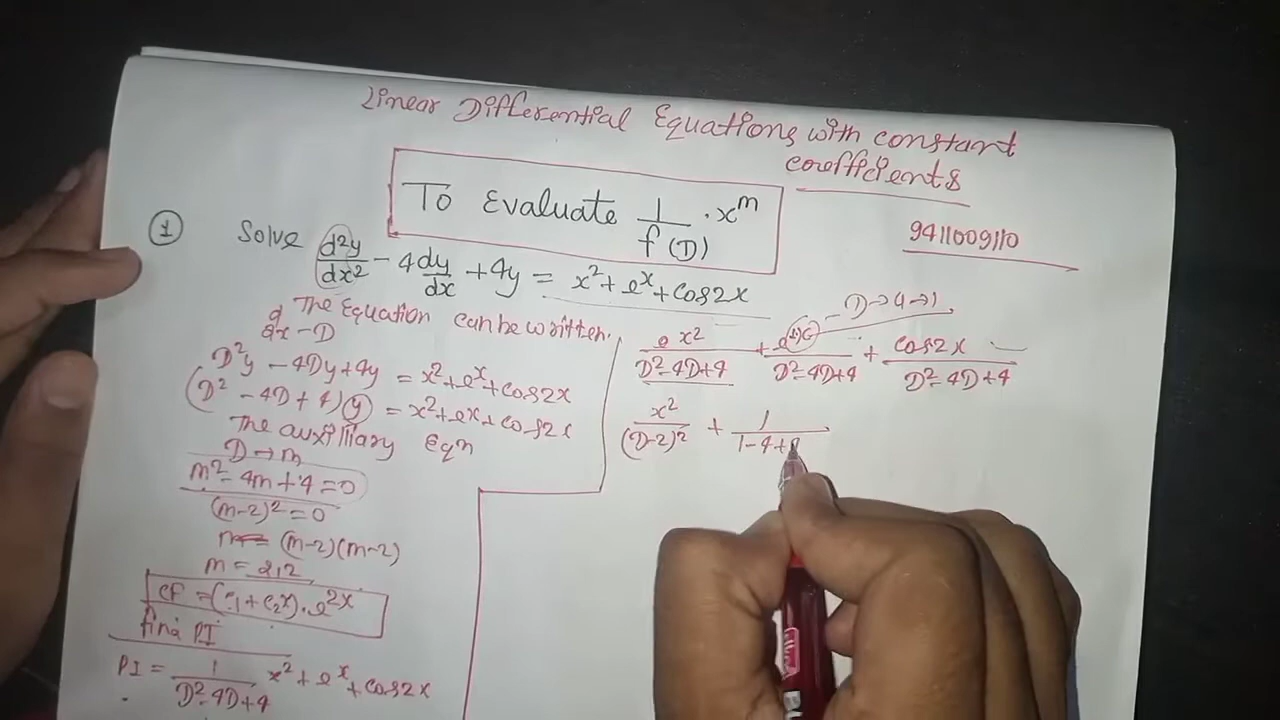 Linear Differential Equations with constant
coefficients
To Evaluate 1/f(D) . x^m
9411009110
① Solve d²y/dx² - 4dy/dx + 4y = x² + e^x + cos2x
The Equation can be written.
d/dx - D
D²y - 4Dy + 4y = x² + e^x + cos2x
(D² - 4D + 4) y = x² + e^x + cos2x
The auxilliary Eqn
D → m
m² - 4m + 4 = 0
(m-2)² = 0
(m-2)(m-2)
m = 2,2
CF = (c₁ + c₂x) . e^2x
find PI
PI = 1/D²-4D+4 x² + e^x + cos2x
- D → 4 → 1
x²/D²-4D+4 + /D²-4D+4 + cos2x/D²-4D+4
x²/(D-2)² + 1/1-4+